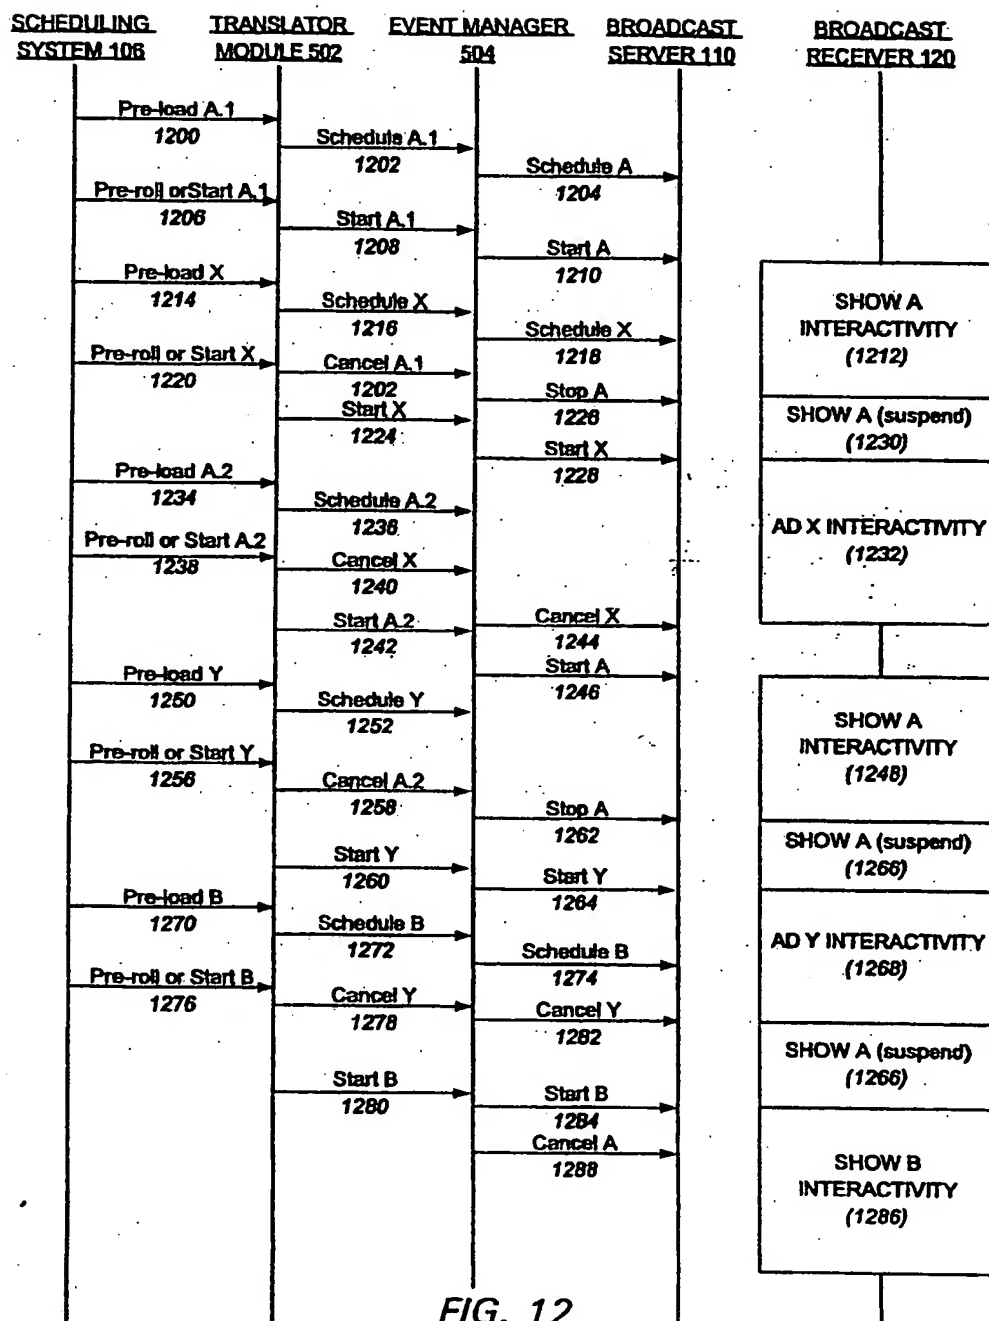 SCHEDULING
SYSTEM 106
TRANSLATOR
MODULE 502
EVENT MANAGER
504
BROADCAST
SERVER 110
BROADCAST
RECEIVER 120
Pre-load A.1
1200
Schedule A.1
1202
Schedule A
1204
Pre-roll orStart A.1
1206
Start A.1
1208
Start A
1210
Pre-load X
1214
Schedule X
1216
Schedule X
1218
SHOW A
INTERACTIVITY
(1212)
Pre-roll or Start X
1220
Cancel A.1
1202
Stop A
1226
Start X
1224
SHOW A (suspend)
(1230)
Start X
1228
Pre-load A.2
1234
Schedule A.2
1236
AD X INTERACTIVITY
(1232)
Pre-roll or Start A.2
1238
Cancel X
1240
Start A.2
1242
Cancel X
1244
Start A
1246
Pre-load Y
1250
Schedule Y
1252
SHOW A
INTERACTIVITY
(1248)
Pre-roll or Start Y
1256
Cancel A.2
1258
Stop A
1262
SHOW A (suspend)
(1266)
Start Y
1260
Start Y
1264
Pre-load B
1270
Schedule B
1272
Schedule B
1274
AD Y INTERACTIVITY
(1268)
Pre-roll or Start B
1276
Cancel Y
1278
Cancel Y
1282
SHOW A (suspend)
(1266)
Start B
1280
Start B
1284
Cancel A
1288
SHOW B
INTERACTIVITY
(1286)
FIG. 12